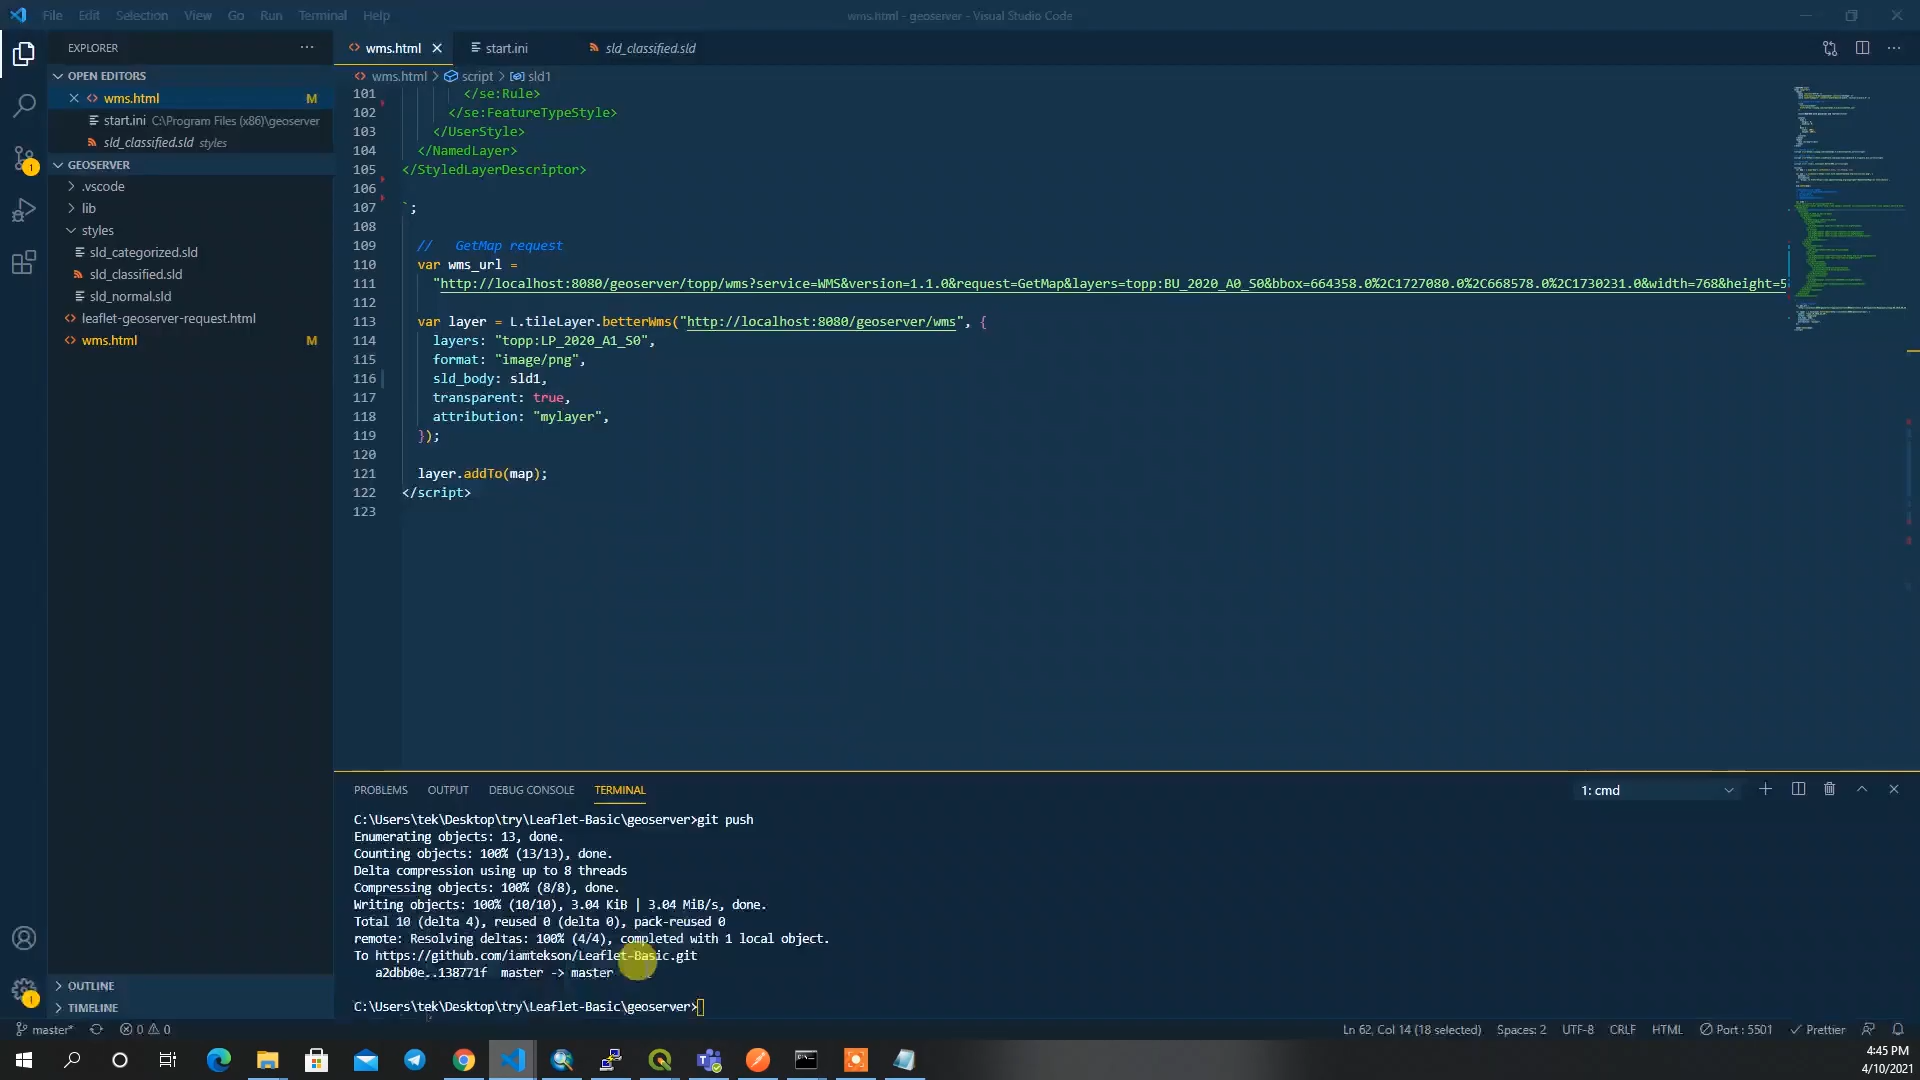 File Edit Selection View Go Run Terminal Help
wms.html - geoserver - Visual Studio Code
EXPLORER
wms.html
start.ini
sld_classified.sld
OPEN EDITORS
wms.html M
start.ini C:\Program Files (x86)\geoserver
sld_classified.sld styles
GEOSERVER
.vscode
lib
styles
sld_categorized.sld
sld_classified.sld
sld_normal.sld
leaflet-geoserver-request.html
wms.html M
OUTLINE
TIMELINE
wms.html > script > sld1
101 </se:Rule>
102 </se:FeatureTypeStyle>
103 </UserStyle>
104 </NamedLayer>
105 </StyledLayerDescriptor>
106
107 `;
108
109 // GetMap request
110 var wms_url =
111 "http://localhost:8080/geoserver/topp/wms?service=WMS&version=1.1.0&request=GetMap&layers=topp:BU_2020_A0_S0&bbox=664358.0%2C1727080.0%2C668578.0%2C1730231.0&width=768&height=5
112
113 var layer = L.tileLayer.betterWms("http://localhost:8080/geoserver/wms", {
114 layers: "topp:LP_2020_A1_S0",
115 format: "image/png",
116 sld_body: sld1,
117 transparent: true,
118 attribution: "mylayer",
119 });
120
121 layer.addTo(map);
122 </script>
123
PROBLEMS OUTPUT DEBUG CONSOLE TERMINAL
1: cmd
C:\Users\tek\Desktop\try\Leaflet-Basic\geoserver>git push
Enumerating objects: 13, done.
Counting objects: 100% (13/13), done.
Delta compression using up to 8 threads
Compressing objects: 100% (8/8), done.
Writing objects: 100% (10/10), 3.04 KiB | 3.04 MiB/s, done.
Total 10 (delta 4), reused 0 (delta 0), pack-reused 0
remote: Resolving deltas: 100% (4/4), completed with 1 local object.
To https://github.com/iamtekson/Leaflet-Basic.git
a2dbb0e..138771f master -> master
C:\Users\tek\Desktop\try\Leaflet-Basic\geoserver>
master* 0 0
Ln 62, Col 14 (18 selected) Spaces: 2 UTF-8 CRLF HTML Port : 5501 Prettier
4:45 PM
4/10/2021